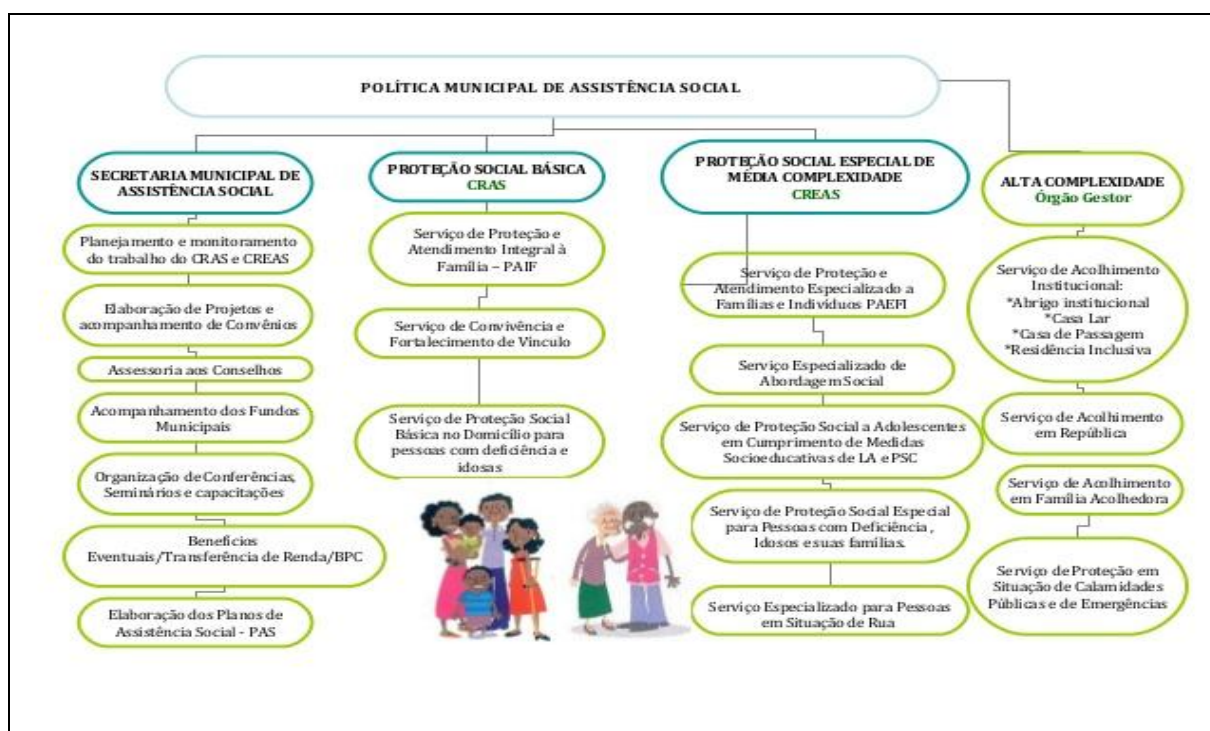 POLÍTICA MUNICIPAL DE ASSISTÊNCIA SOCIAL
SECRETARIA MUNICIPAL DE
ASSISTÊNCIA SOCIAL
Planejamento e monitoramento
do trabalho do CRAS e CREAS
Elaboração de Projetos e
acompanhamento de Convênios
Assessoria aos Conselhos
Acompanhamento dos Fundos
Municipais
Organização de Conferências,
Seminários e capacitações
Benefícios
Eventuais/Transferência de Renda/BPC
Elaboração dos Planos de
Assistência Social - PAS
PROTEÇÃO SOCIAL BÁSICA
CRAS
Serviço de Proteção e
Atendimento Integral à
Família – PAIF
Serviço de Convivência e
Fortalecimento de Vínculo
Serviço de Proteção Social
Básica no Domicílio para
pessoas com deficiência e
idosas
PROTEÇÃO SOCIAL ESPECIAL DE
MÉDIA COMPLEXIDADE
CREAS
Serviço de Proteção e
Atendimento Especializado a
Famílias e Indivíduos PAEFI
Serviço Especializado de
Abordagem Social
Serviço de Proteção Social a Adolescentes
em Cumprimento de Medidas
Socioeducativas de LA e PSC
Serviço de Proteção Social Especial
para Pessoas com Deficiência ,
Idosos e suas famílias.
Serviço Especializado para Pessoas
em Situação de Rua
ALTA COMPLEXIDADE
Órgão Gestor
Serviço de Acolhimento
Institucional:
*Abrigo institucional
*Casa Lar
*Casa de Passagem
*Residência Inclusiva
Serviço de Acolhimento
em República
Serviço de Acolhimento
em Família Acolhedora
Serviço de Proteção em
Situação de Calamidades
Públicas e de Emergências